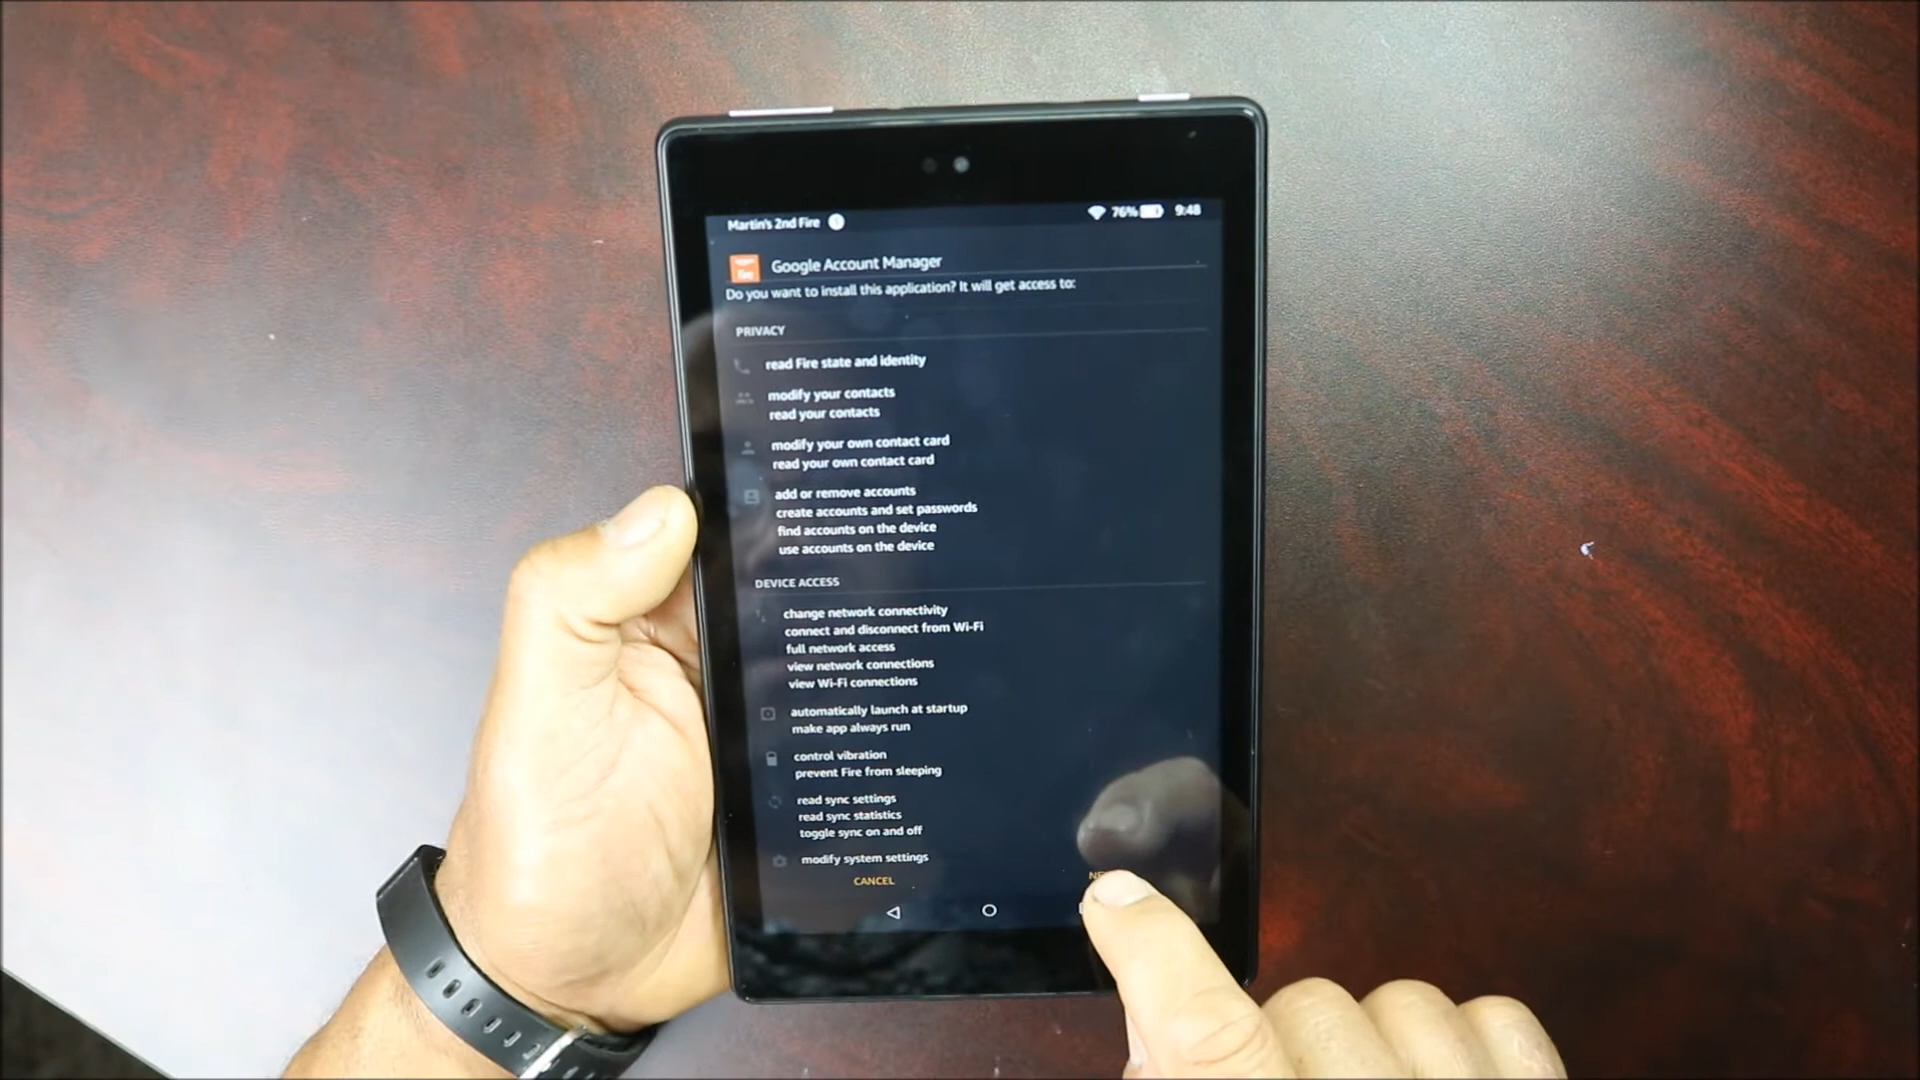 Martin's 2nd Fire 76% 9:48
fire
Google Account Manager
Do you want to install this application? It will get access to:
PRIVACY
read Fire state and identity
modify your contacts
read your contacts
modify your own contact card
read your own contact card
add or remove accounts
create accounts and set passwords
find accounts on the device
use accounts on the device
DEVICE ACCESS
change network connectivity
connect and disconnect from Wi-Fi
full network access
view network connections
view Wi-Fi connections
automatically launch at startup
make app always run
control vibration
prevent Fire from sleeping
read sync settings
read sync statistics
toggle sync on and off
modify system settings
CANCEL